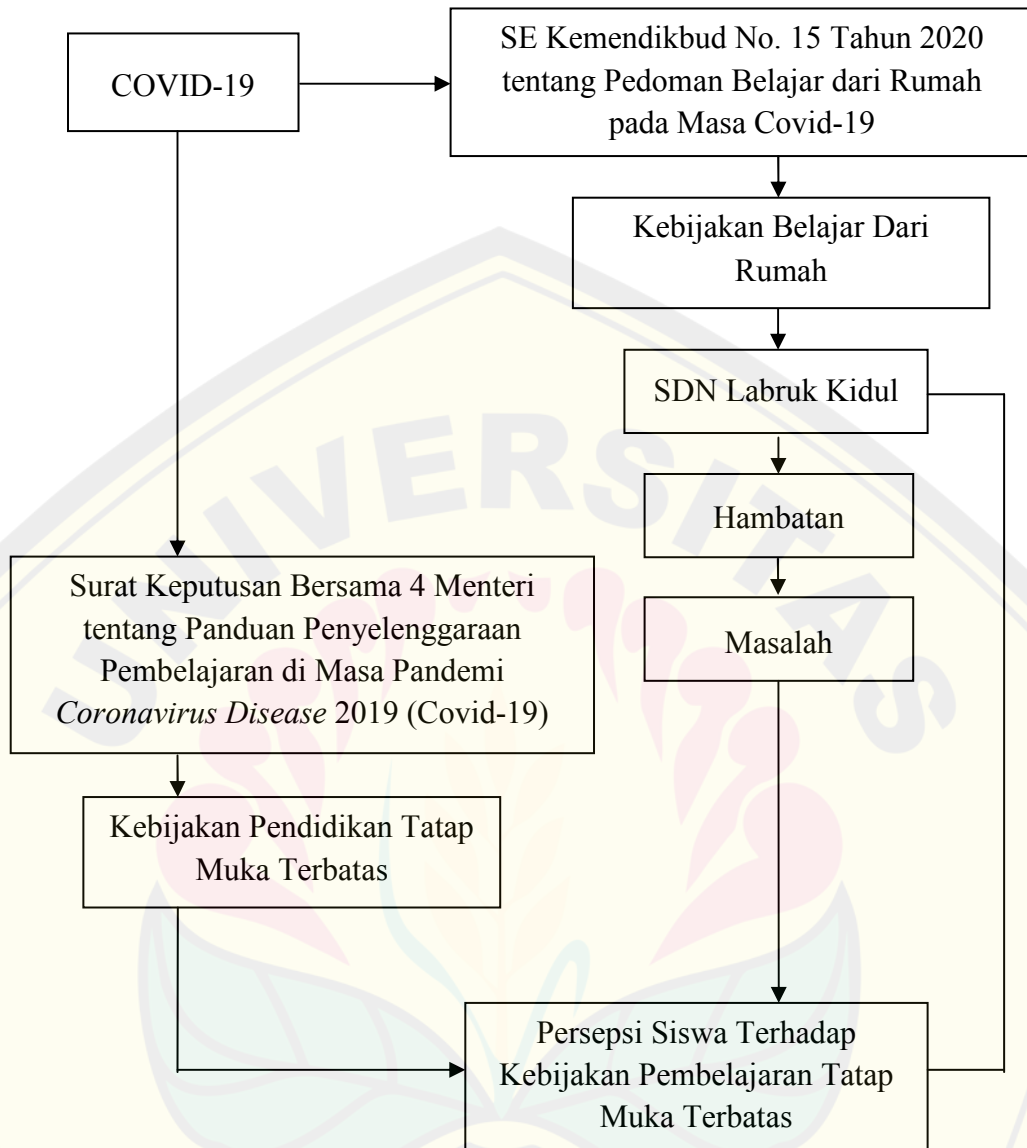 COVID-19
SE Kemendikbud No. 15 Tahun 2020
tentang Pedoman Belajar dari Rumah
pada Masa Covid-19
Kebijakan Belajar Dari
Rumah
SDN Labruk Kidul
Hambatan
Masalah
Surat Keputusan Bersama 4 Menteri
tentang Panduan Penyelenggaraan
Pembelajaran di Masa Pandemi
Coronavirus Disease 2019 (Covid-19)
Kebijakan Pendidikan Tatap
Muka Terbatas
Persepsi Siswa Terhadap
Kebijakan Pembelajaran Tatap
Muka Terbatas
UNIVERSITAS